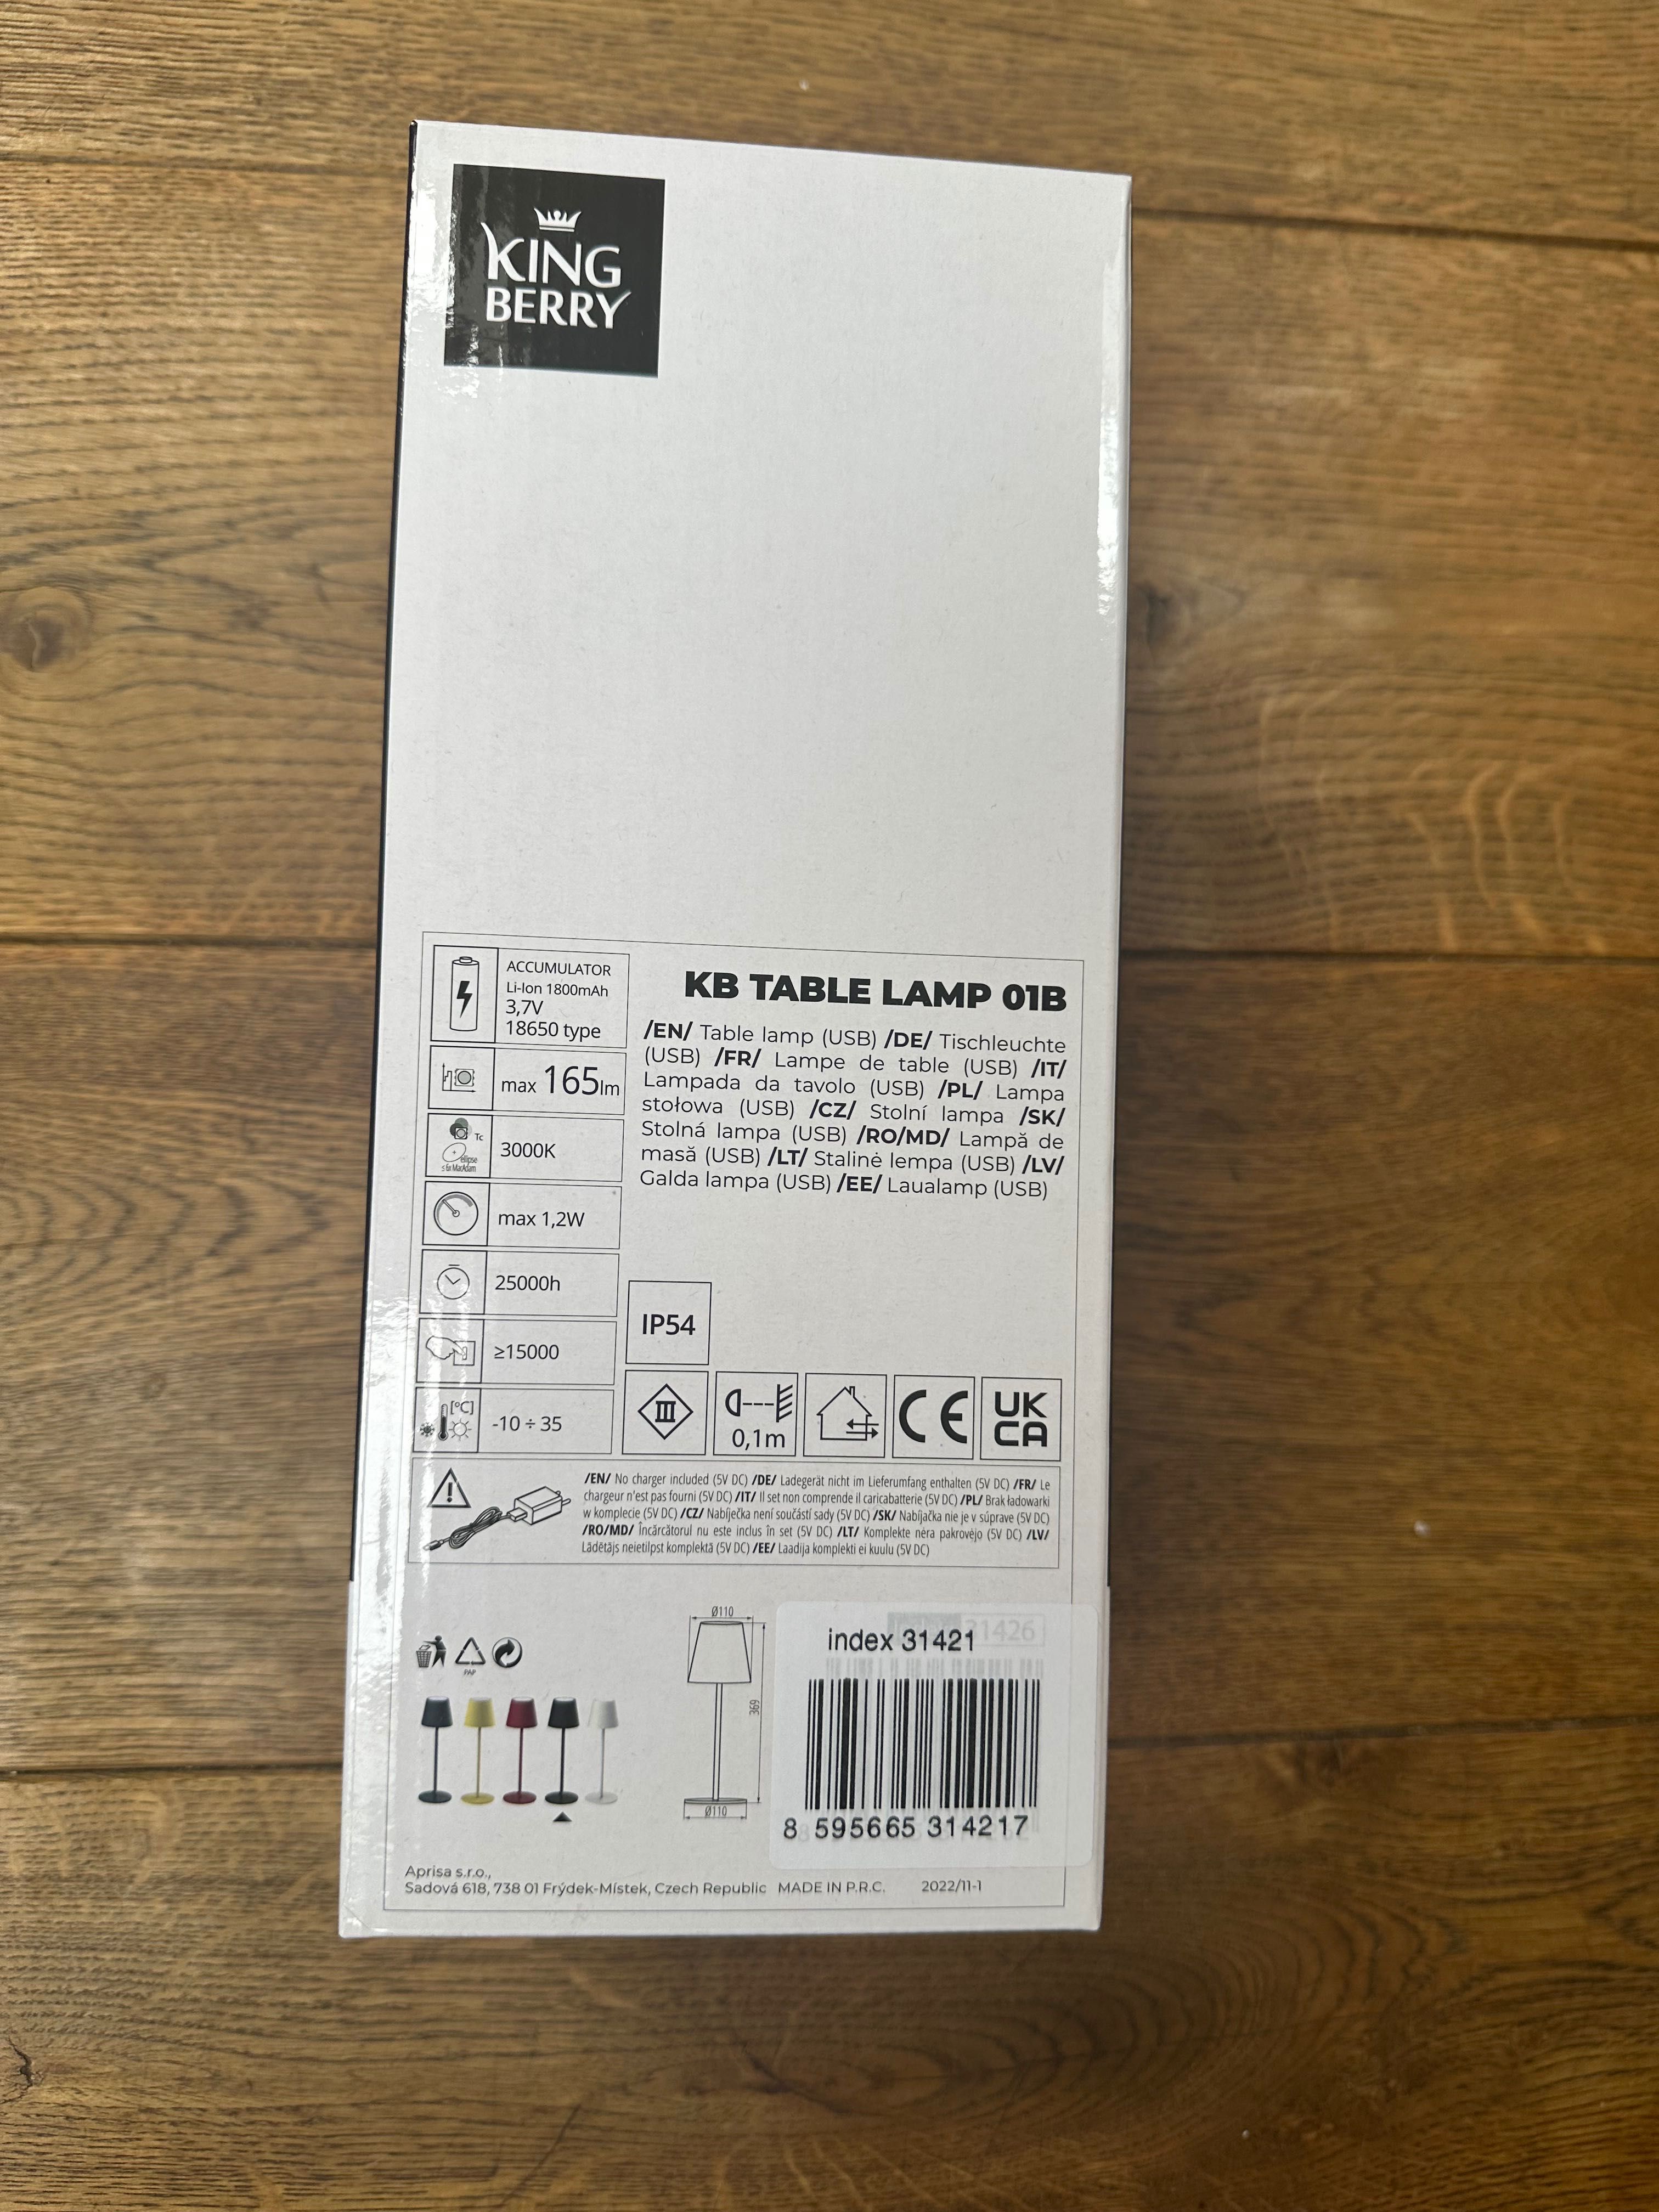 KING
BERRY
ACCUMULATOR
Li-Ion 1800mAh
3,7V
18650 type
max 165lm
Tc
ellipse
≤ 6x MacAdam
3000K
max 1,2W
25000h
≥15000
[°C]
-10 ÷ 35
KB TABLE LAMP 01B
/EN/ Table lamp (USB) /DE/ Tischleuchte
(USB) /FR/ Lampe de table (USB) /IT/
Lampada da tavolo (USB) /PL/ Lampa
stołowa (USB) /CZ/ Stolní lampa /SK/
Stolná lampa (USB) /RO/MD/ Lampă de
masă (USB) /LT/ Stalinė lempa (USB) /LV/
Galda lampa (USB) /EE/ Laualamp (USB)
IP54
III
0,1m
CE
UK
CA
/EN/ No charger included (5V DC) /DE/ Ladegerät nicht im Lieferumfang enthalten (5V DC) /FR/ Le
chargeur n'est pas fourni (5V DC) /IT/ Il set non comprende il caricabatterie (5V DC) /PL/ Brak ładowarki
w komplecie (5V DC) /CZ/ Nabíječka není součástí sady (5V DC) /SK/ Nabíjačka nie je v súprave (5V DC)
/RO/MD/ Încărcătorul nu este inclus în set (5V DC) /LT/ Komplekte nėra pakrovėjo (5V DC) /LV/
Lādētājs neietilpst komplektā (5V DC) /EE/ Laadija komplekti ei kuulu (5V DC)
PAP
Ø110
369
Ø110
31426
index 31421
8 595665 314217
Aprisa s.r.o.,
Sadová 618, 738 01 Frýdek-Místek, Czech Republic MADE IN P.R.C. 2022/11-1